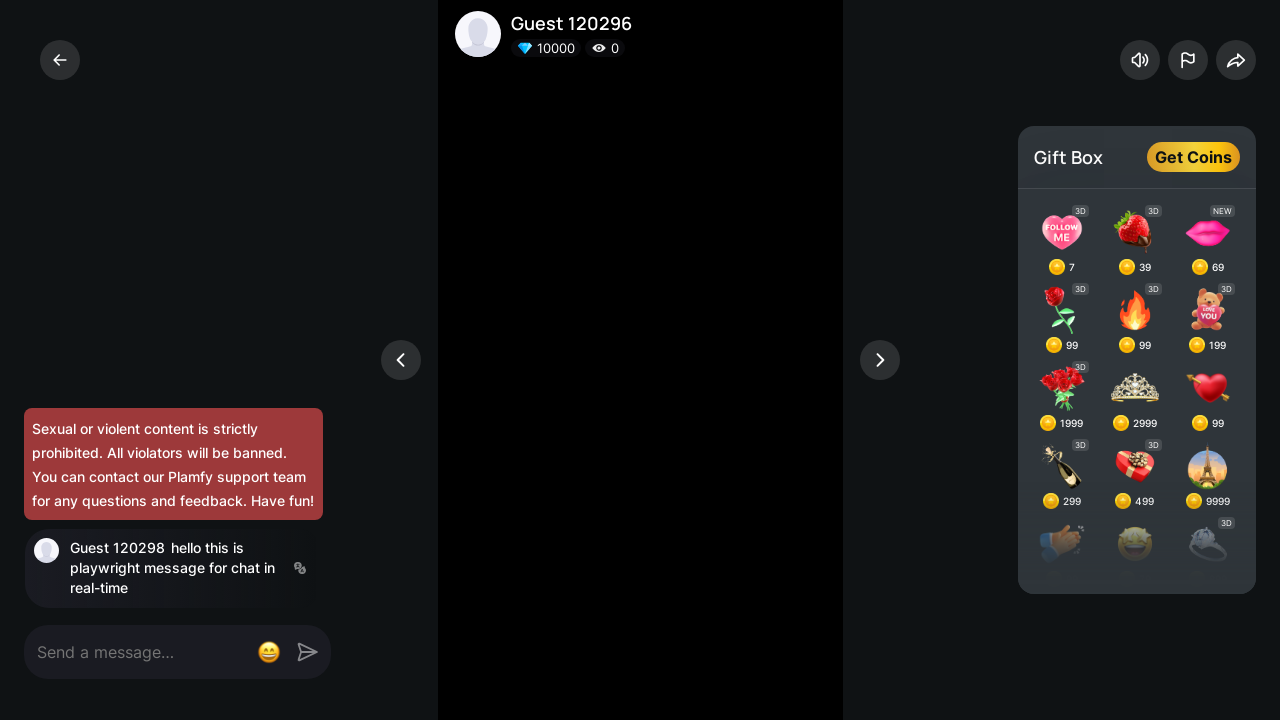 Guest 120296
10000 0
Gift Box Get Coins
3D 3D NEW
FOLLOW
ME
7 39 69
3D 3D 3D
LOVE
YOU
99 99 199
3D
1999 2999 99
3D 3D
299 499 9999
3D
Sexual or violent content is strictly
prohibited. All violators will be banned.
You can contact our Plamfy support team
for any questions and feedback. Have fun!
Guest 120298 hello this is
playwright message for chat in
real-time
Send a message...